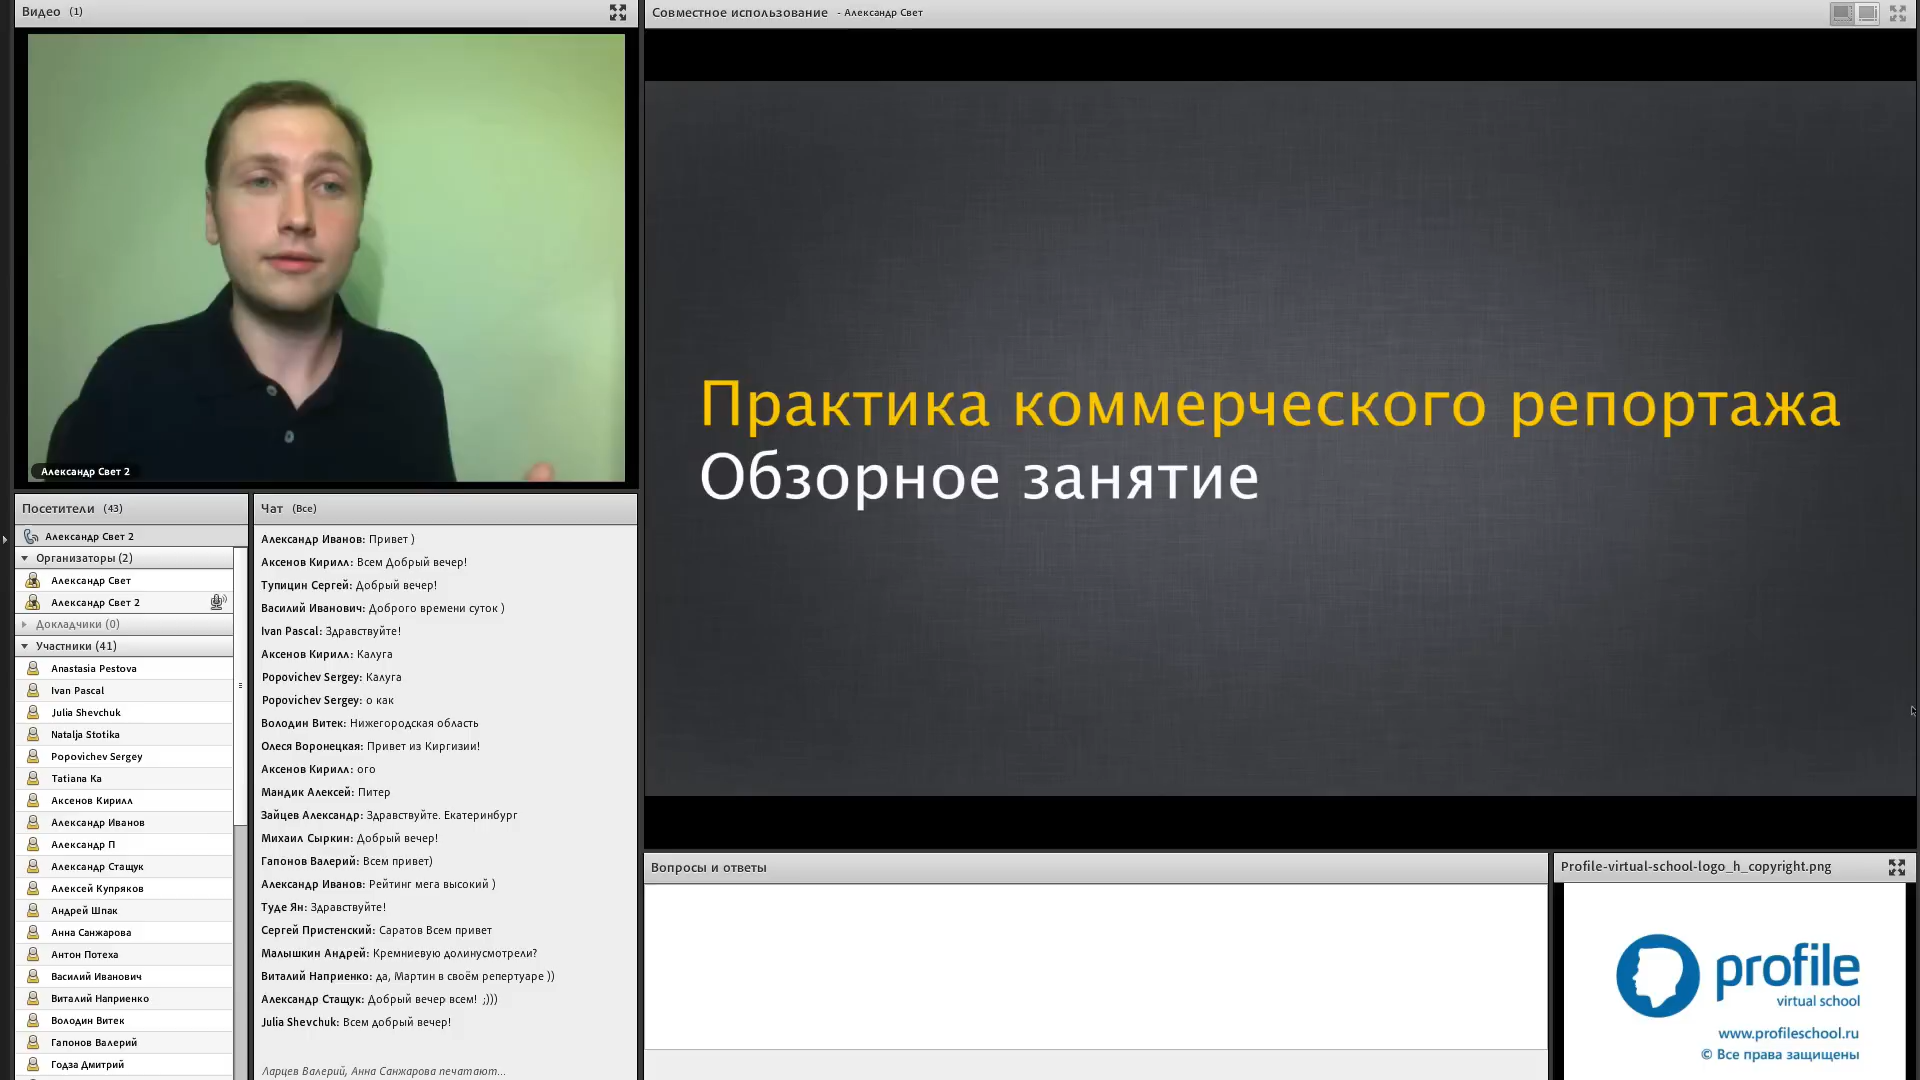 Видео (1)
Александр Свет 2
Посетители (43)
Александр Свет 2
Организаторы (2)
Александр Свет
Александр Свет 2
Докладчики (0)
Участники (41)
Anastasia Pestova
Ivan Pascal
Julia Shevchuk
Natalja Stotika
Popovichev Sergey
Tatiana Ka
Аксенов Кирилл
Александр Иванов
Александр П
Александр Стащук
Алексей Купряков
Андрей Шпак
Анна Санжарова
Антон Потеха
Василий Иванович
Виталий Наприенко
Володин Витек
Гапонов Валерий
Годза Дмитрий
Чат (Все)
Александр Иванов: Привет )
Аксенов Кирилл: Всем Добрый вечер!
Тупицин Сергей: Добрый вечер!
Василий Иванович: Доброго времени суток )
Ivan Pascal: Здравствуйте!
Аксенов Кирилл: Калуга
Popovichev Sergey: Калуга
Popovichev Sergey: о как
Володин Витек: Нижегородская область
Олеся Воронецкая: Привет из Киргизии!
Аксенов Кирилл: ого
Мандик Алексей: Питер
Зайцев Александр: Здравствуйте. Екатеринбург
Михаил Сыркин: Добрый вечер!
Гапонов Валерий: Всем привет)
Александр Иванов: Рейтинг мега высокий )
Туде Ян: Здравствуйте!
Сергей Пристенский: Саратов Всем привет
Малышкин Андрей: Кремниевую долинусмотрели?
Виталий Наприенко: да, Мартин в своём репертуаре ))
Александр Стащук: Добрый вечер всем! ;)))
Julia Shevchuk: Всем добрый вечер!
Ларцев Валерий, Анна Санжарова печатают...
Совместное использование - Александр Свет
Практика коммерческого репортажа
Обзорное занятие
Вопросы и ответы
Profile-virtual-school-logo_h_copyright.png
profile
virtual school
www.profileschool.ru
© Все права защищены